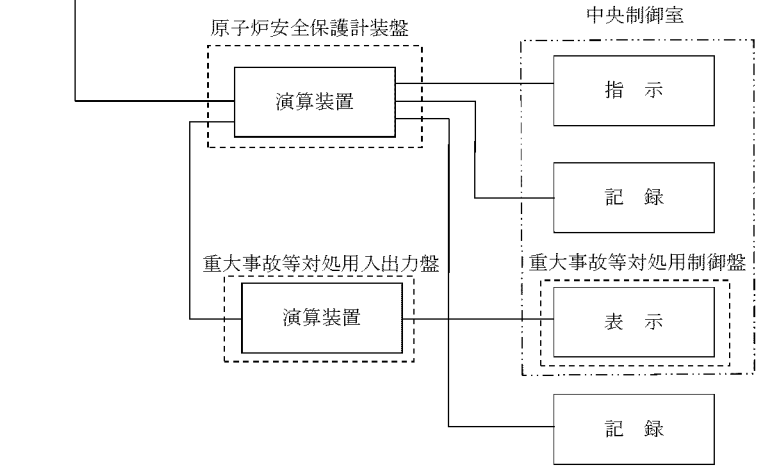 中央制御室
原子炉安全保護計装盤
演算装置
指 示
記 録
重大事故等対処用入出力盤
重大事故等対処用制御盤
演算装置
表 示
記 録